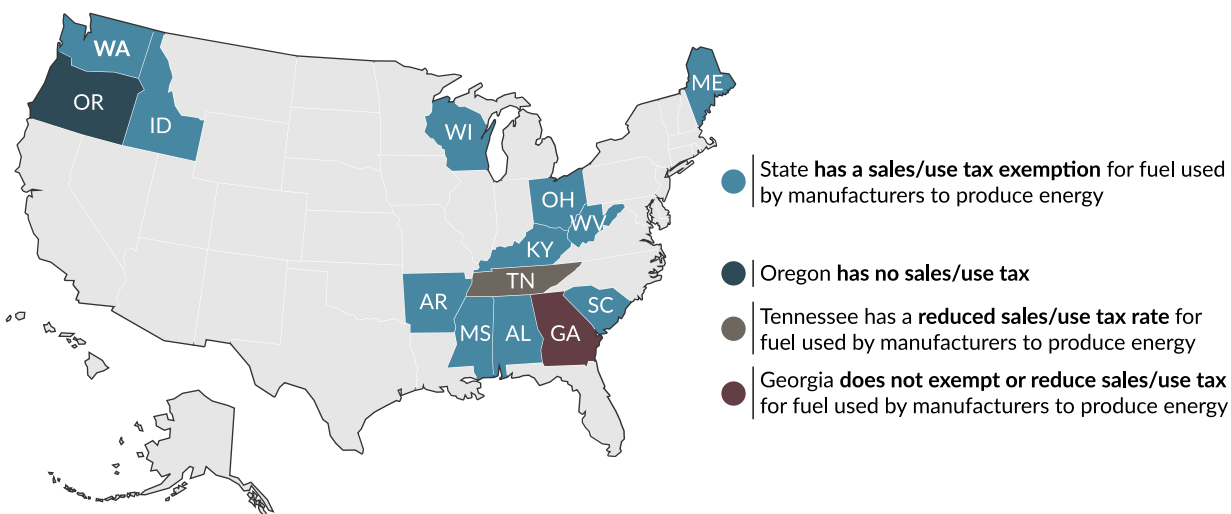 WA
OR
ID
WI
ME
OH
WV
KY
TN
AR
SC
MS
AL
GA
State has a sales/use tax exemption for fuel used
by manufacturers to produce energy
Oregon has no sales/use tax
Tennessee has a reduced sales/use tax rate for
fuel used by manufacturers to produce energy
Georgia does not exempt or reduce sales/use tax
for fuel used by manufacturers to produce energy